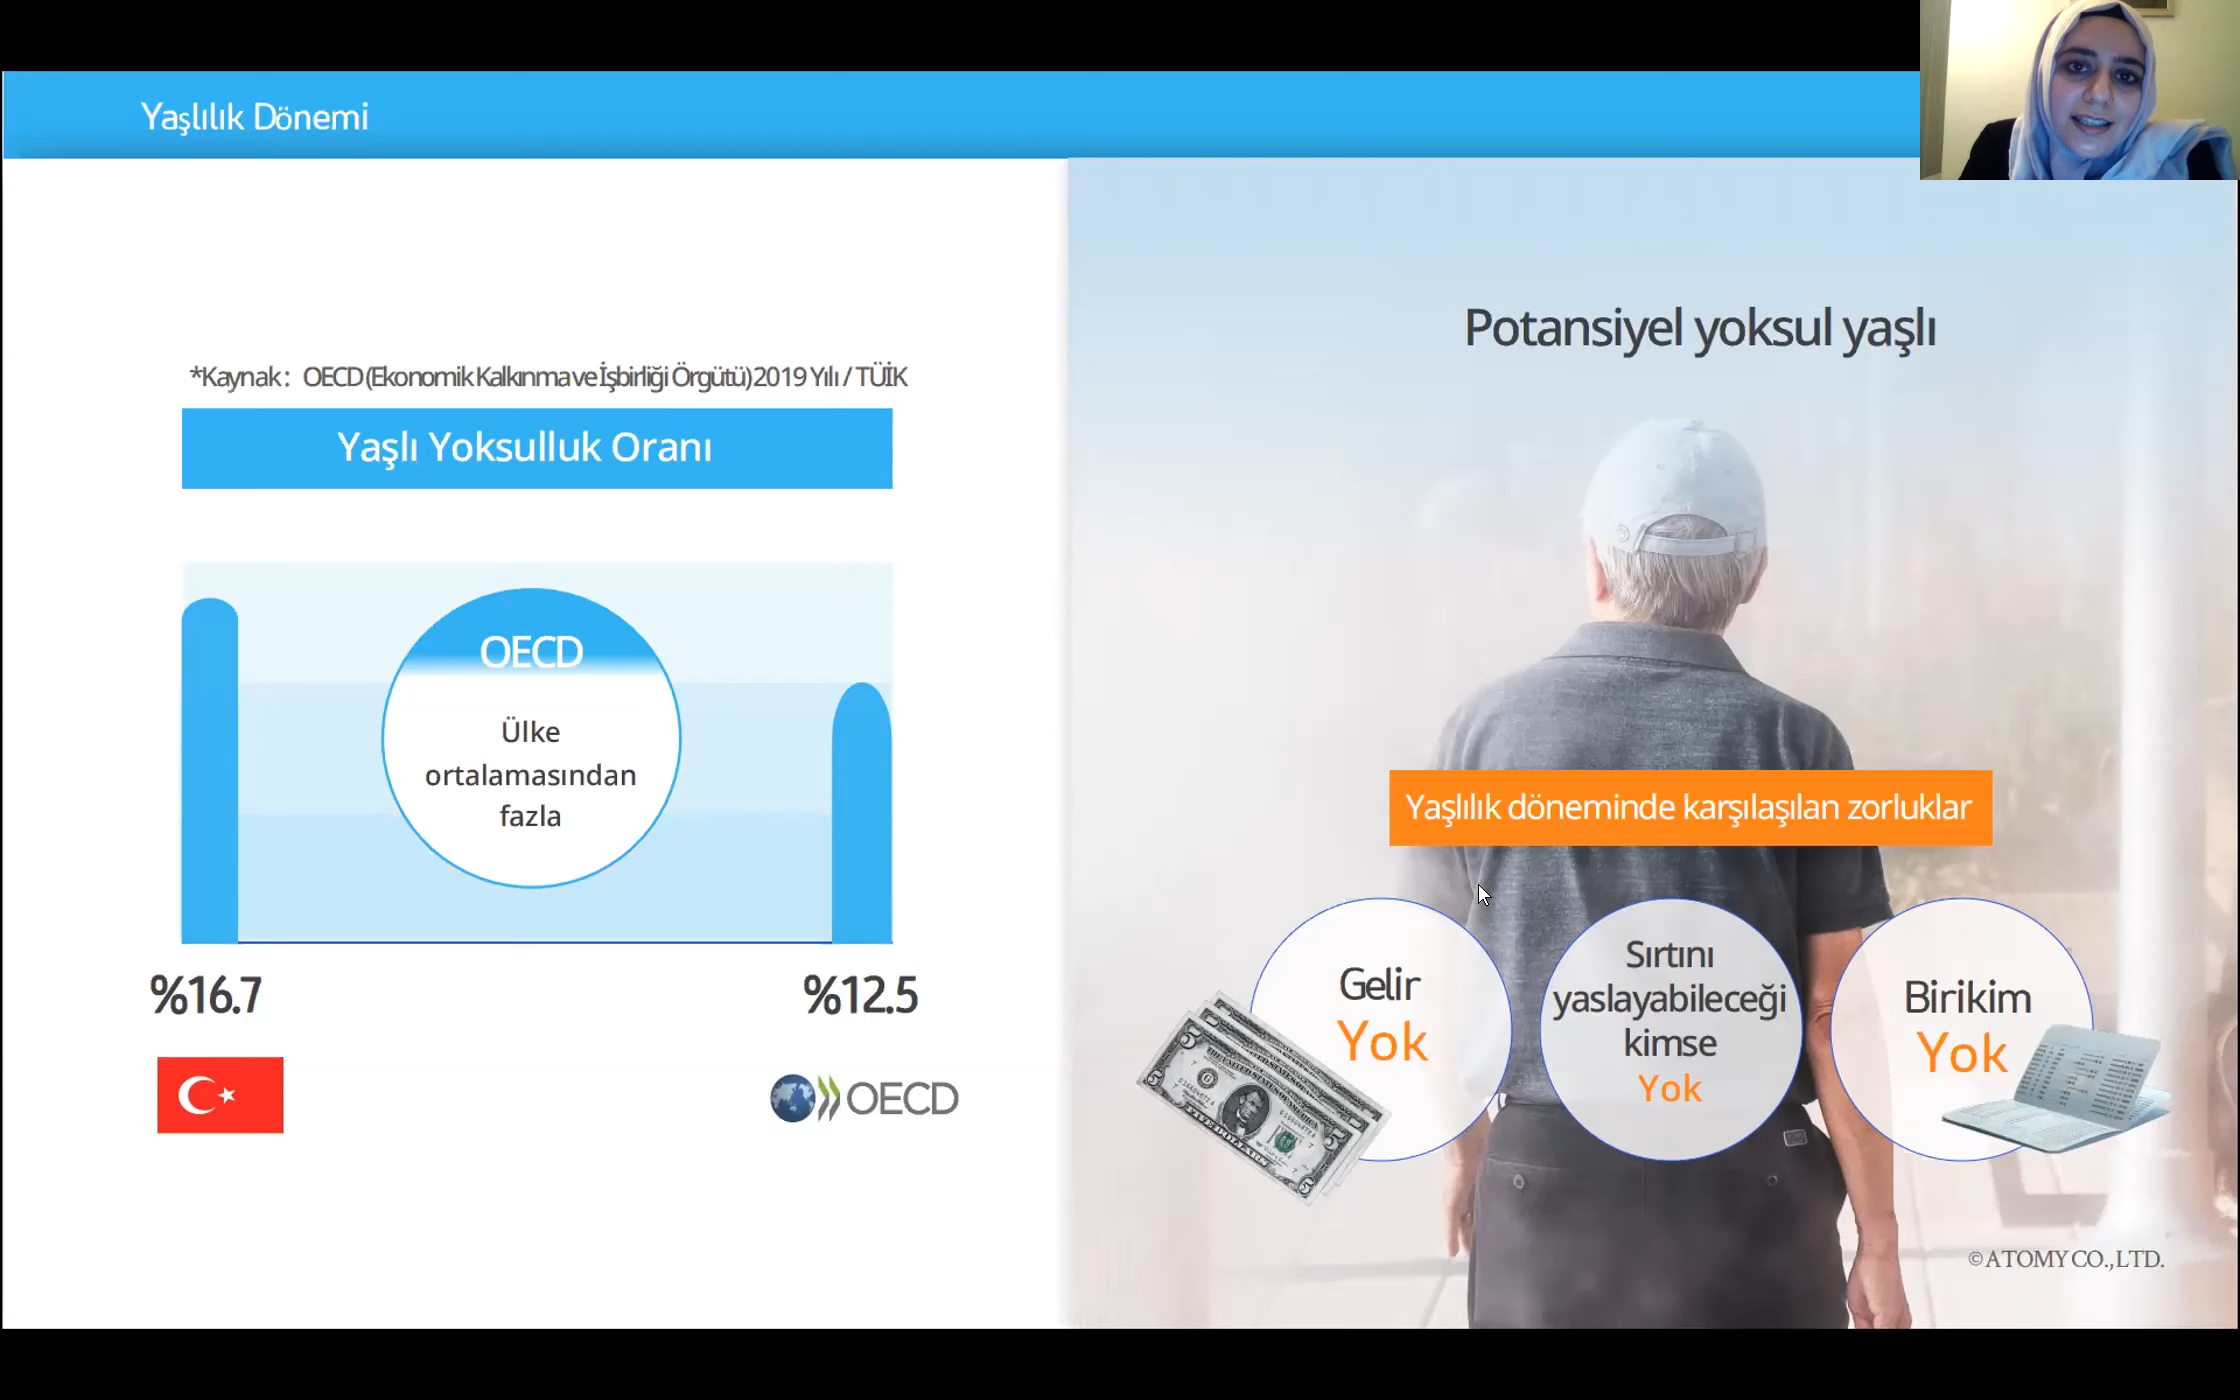 Yaşlılık Dönemi
*Kaynak : OECD (Ekonomik Kalkınma ve İşbirliği Örgütü) 2019 Yılı / TÜİK
Yaşlı Yoksulluk Oranı
OECD
Ülke
ortalamasından
fazla
%16.7
%12.5
OECD
Potansiyel yoksul yaşlı
Yaşlılık döneminde karşılaşılan zorluklar
Gelir
Yok
Sırtını
yaslayabileceği
kimse
Yok
Birikim
Yok
©ATOMY CO.,LTD.